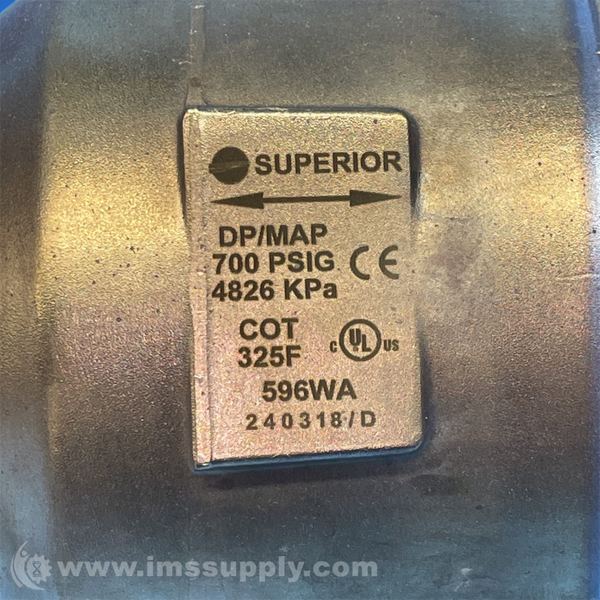 SUPERIOR
DP/MAP
700 PSIG CE
4826 KPa
COT
325F
c UL US
596WA
240318/D
www.imssupply.com